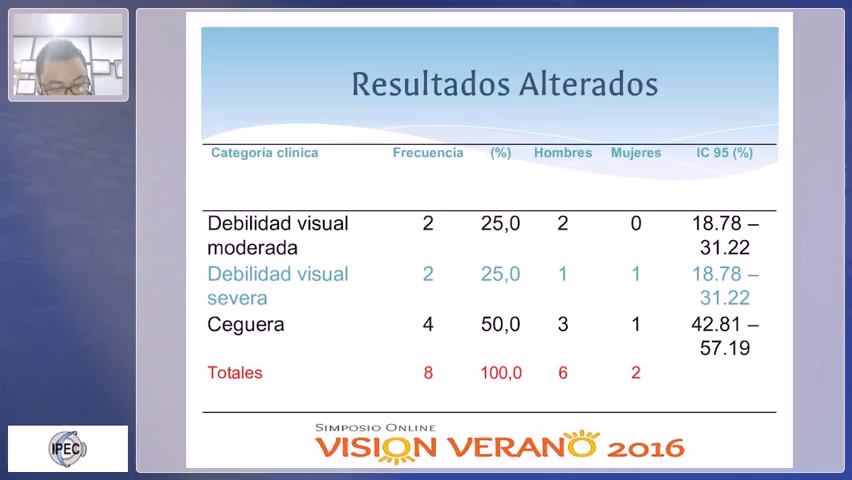 Resultados Alterados
Categoría clínica Frecuencia (%) Hombres Mujeres IC 95 (%)
Debilidad visual moderada 2 25,0 2 0 18.78 – 31.22
Debilidad visual severa 2 25,0 1 1 18.78 – 31.22
Ceguera 4 50,0 3 1 42.81 – 57.19
Totales 8 100,0 6 2
SIMPOSIO ONLINE
VISION VERANO 2016
IPEC